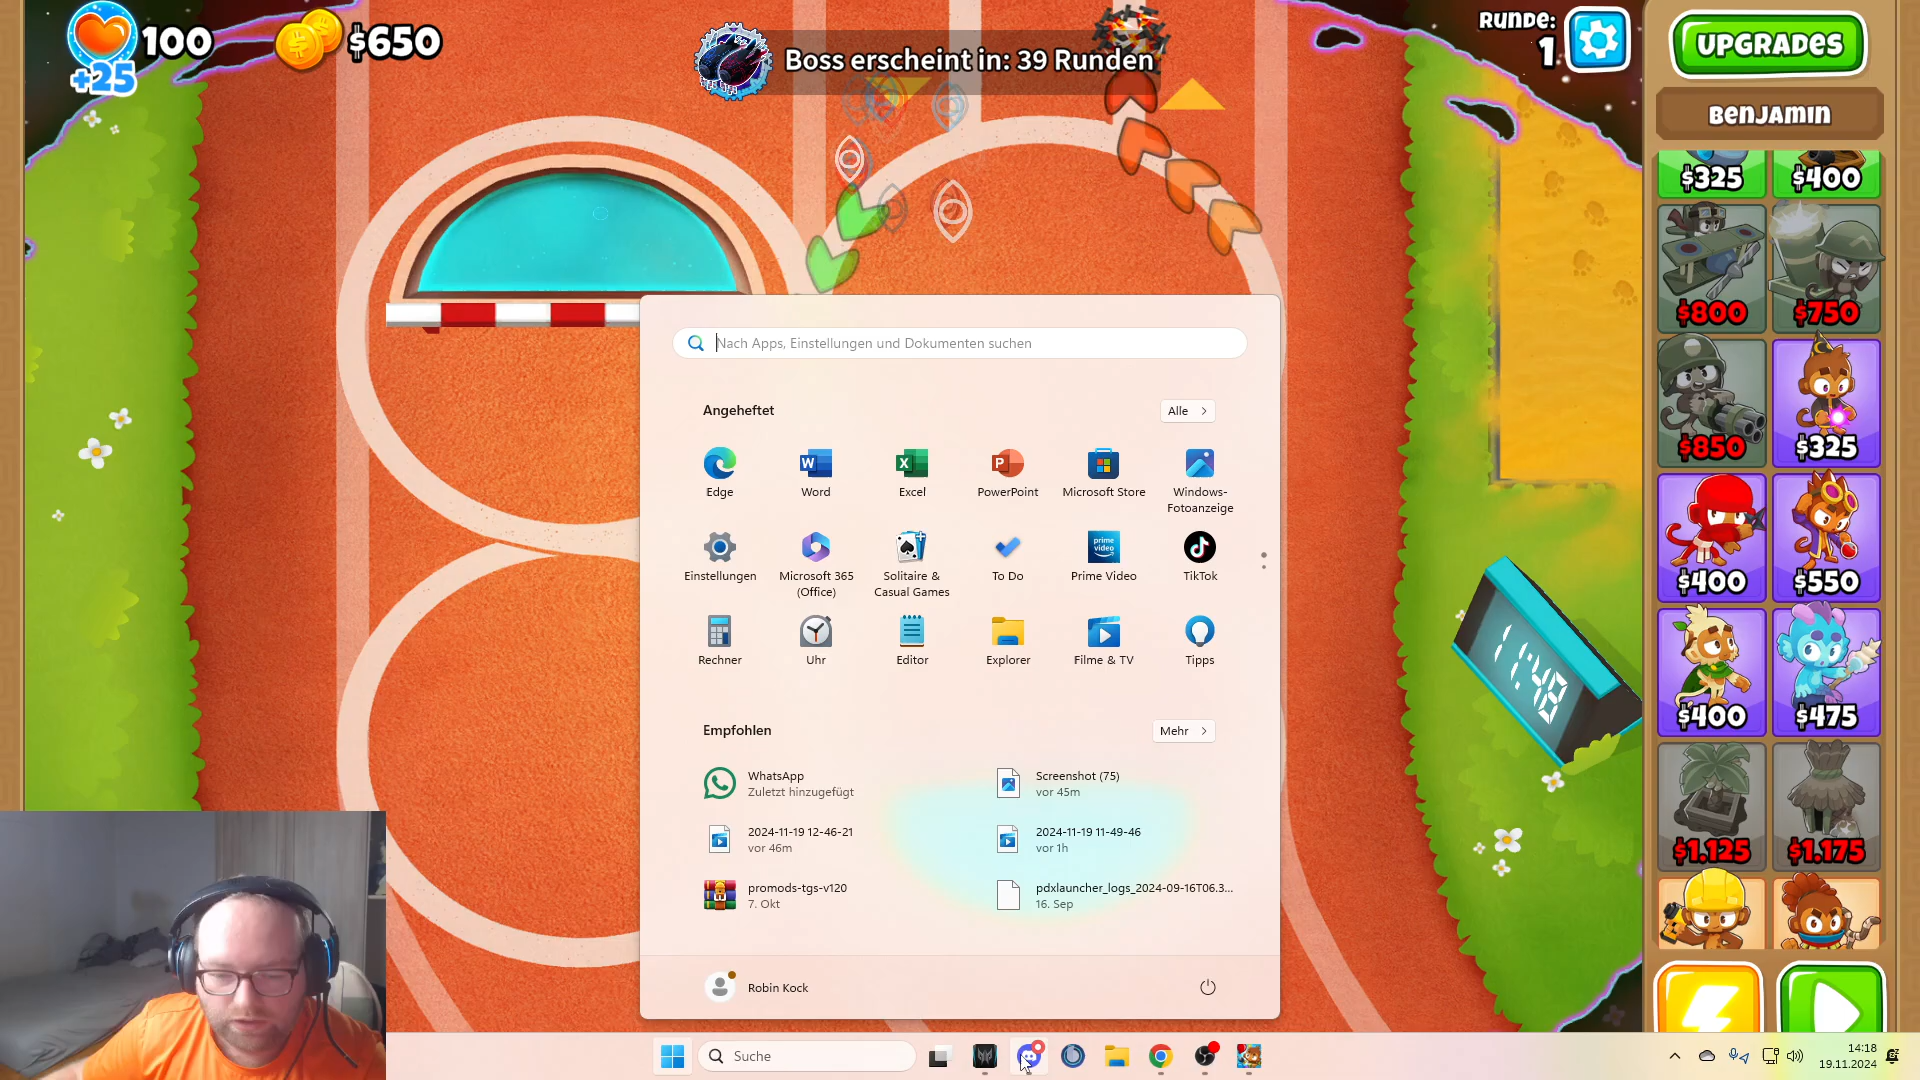 100
+25
$650
Boss erscheint in: 39 Runden
Runde:
1
UPGRADES
BENJAMIN
$325
$400
$800
$750
$850
$325
$400
$550
$400
$475
$1.125
$1.175
11:48
Nach Apps, Einstellungen und Dokumenten suchen
Angeheftet
Alle
Edge
Word
Excel
PowerPoint
Microsoft Store
Windows-
Fotoanzeige
Einstellungen
Microsoft 365
(Office)
Solitaire &
Casual Games
To Do
prime
video
Prime Video
TikTok
Rechner
Uhr
Editor
Explorer
Filme & TV
Tipps
Empfohlen
Mehr
WhatsApp
Zuletzt hinzugefügt
Screenshot (75)
vor 45m
2024-11-19 12-46-21
vor 46m
2024-11-19 11-49-46
vor 1h
promods-tgs-v120
7. Okt
pdxlauncher_logs_2024-09-16T06.3...
16. Sep
Robin Kock
Suche
14:18
19.11.2024